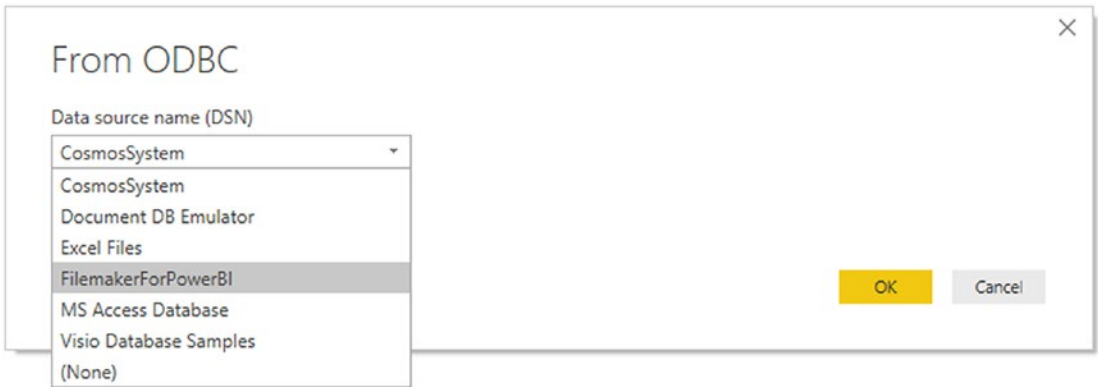 From ODBC
Data source name (DSN)
CosmosSystem
CosmosSystem
Document DB Emulator
Excel Files
FilemakerForPowerBI
MS Access Database
Visio Database Samples
(None)
OK Cancel